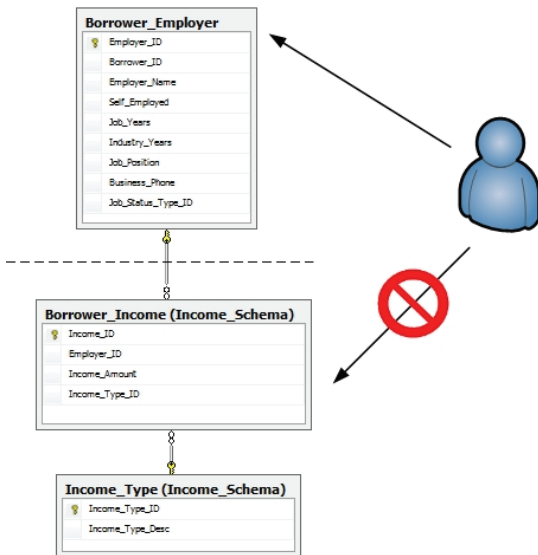 Borrower_Employer
Employer_ID
Borrower_ID
Employer_Name
Self_Employed
Job_Years
Industry_Years
Job_Position
Business_Phone
Job_Status_Type_ID
Borrower_Income (Income_Schema)
Income_ID
Employer_ID
Income_Amount
Income_Type_ID
Income_Type (Income_Schema)
Income_Type_ID
Income_Type_Desc